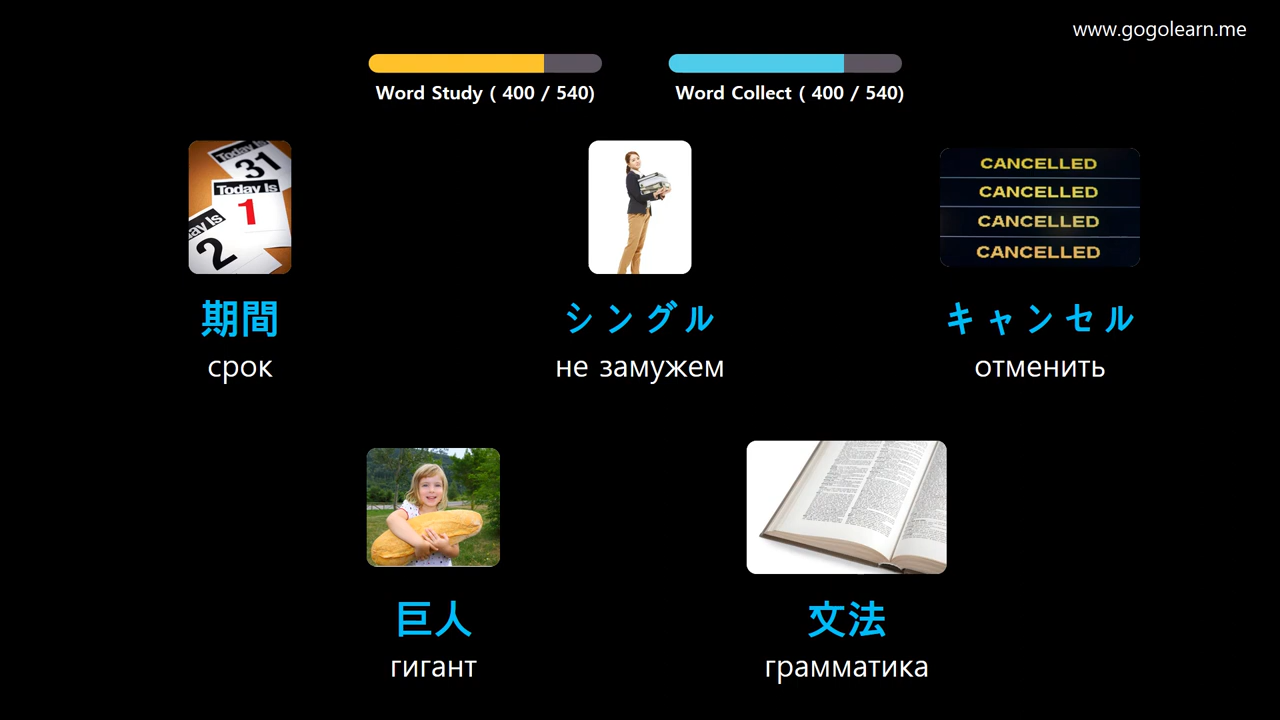 www.gogolearn.me
Word Study ( 400 / 540)
Word Collect ( 400 / 540)
Today Is
31
Today Is
1
ay Is
2
CANCELLED
CANCELLED
CANCELLED
CANCELLED
期間
シングル
キャンセル
срок
не замужем
отменить
巨人
文法
гигант
грамматика